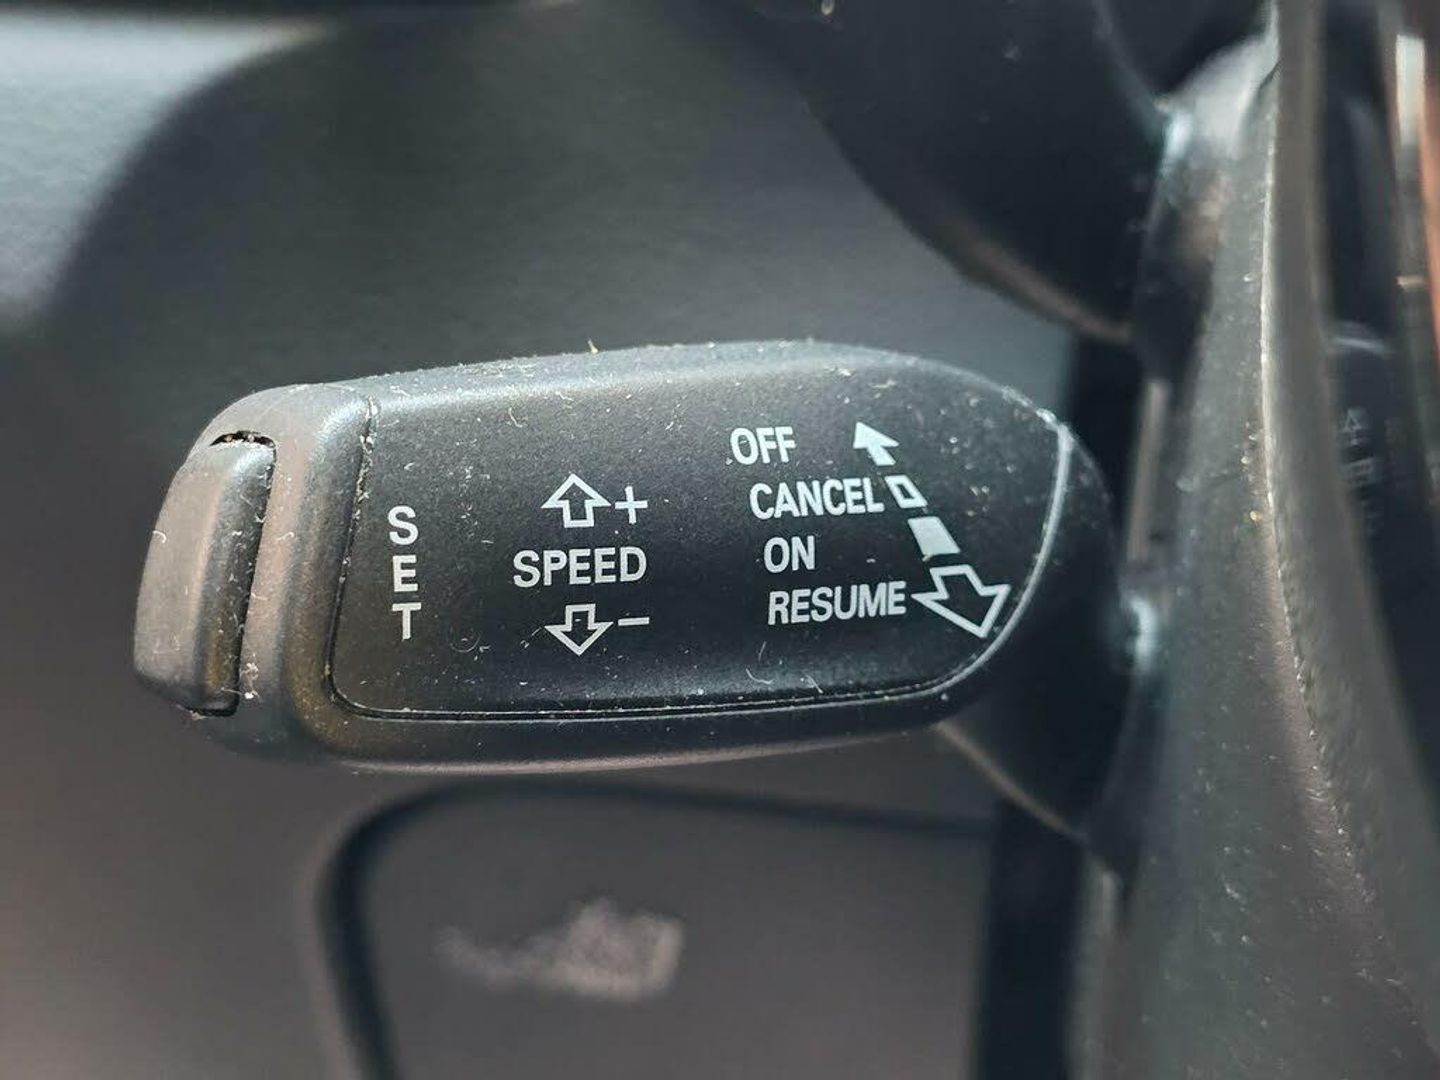 SET
+
SPEED
−
OFF
CANCEL
ON
RESUME